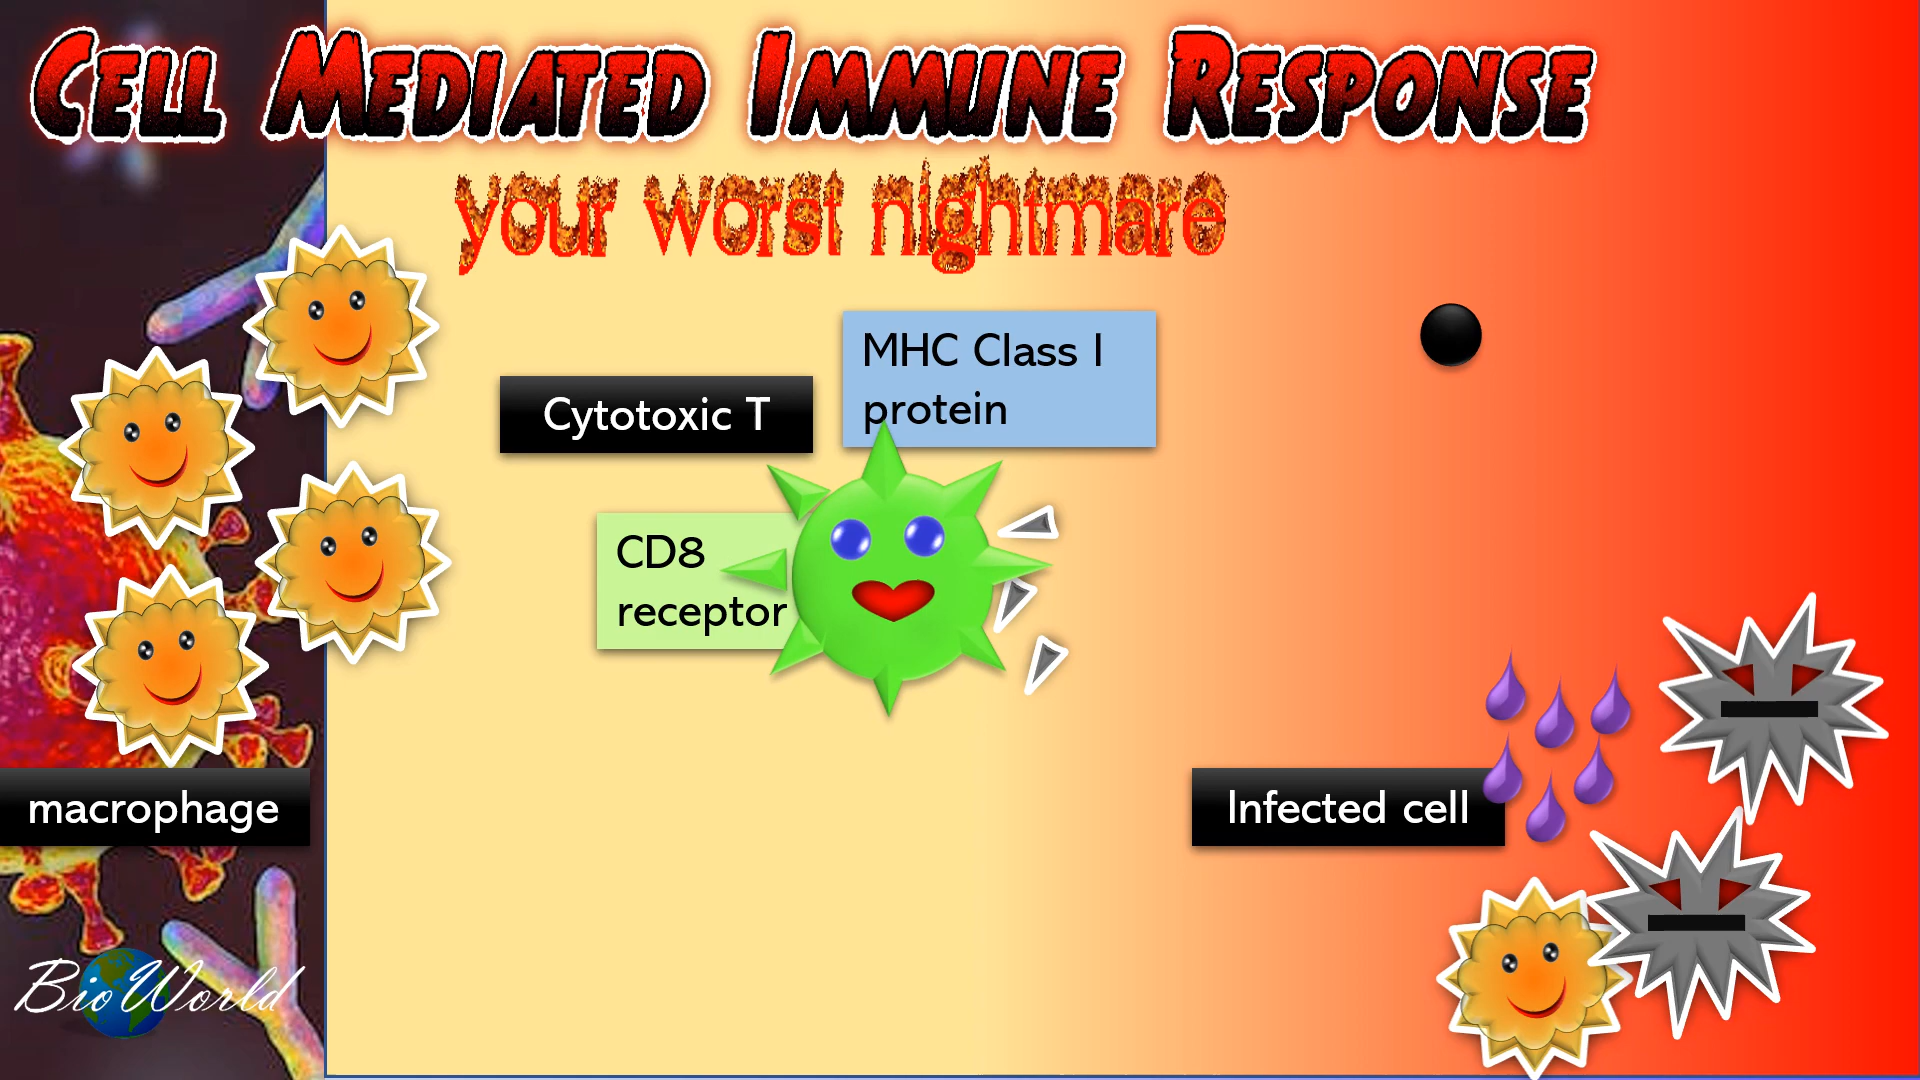 Cell Mediated Immune Response
your worst nightmare
MHC Class I
protein
Cytotoxic T
CD8
receptor
macrophage
Infected cell
BioWorld